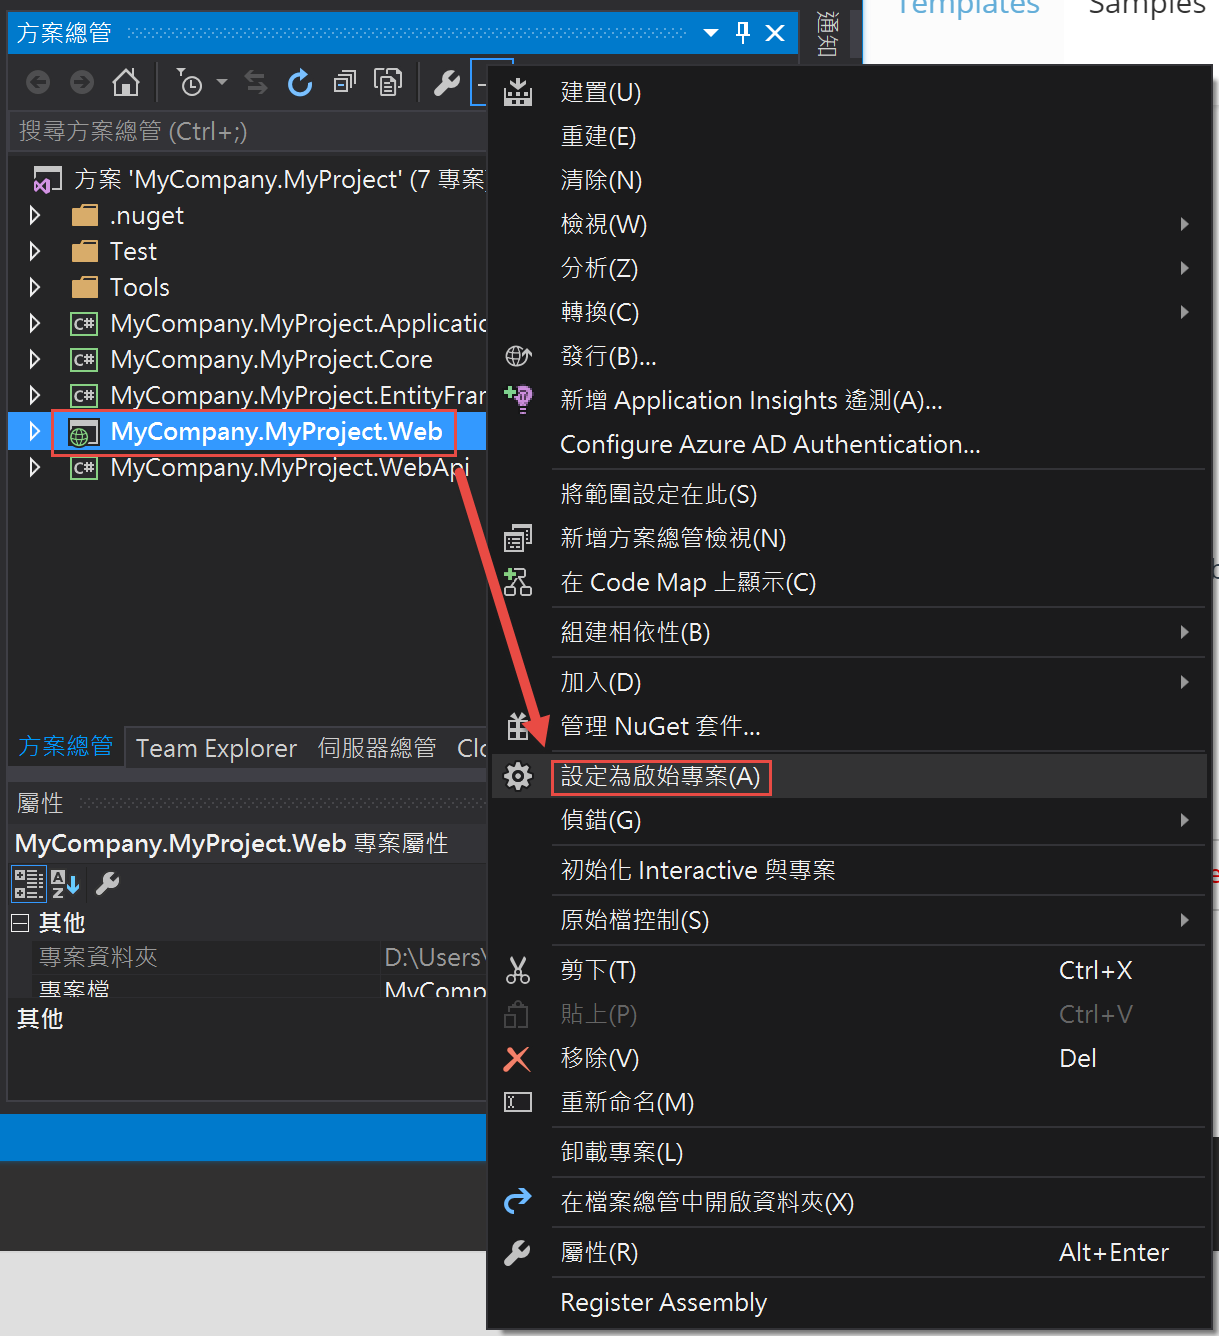 Templates Samples
方案總管
通知
搜尋方案總管 (Ctrl+;)
方案 'MyCompany.MyProject' (7 專案)
.nuget
Test
Tools
C# MyCompany.MyProject.Applicatio
C# MyCompany.MyProject.Core
C# MyCompany.MyProject.EntityFra
MyCompany.MyProject.Web
C# MyCompany.MyProject.WebApi
方案總管 Team Explorer 伺服器總管 Clo
屬性
MyCompany.MyProject.Web 專案屬性
其他
專案資料夾 D:\Users\
專案檔 MyComp
其他
建置(U)
重建(E)
清除(N)
檢視(W)
分析(Z)
轉換(C)
發行(B)...
新增 Application Insights 遙測(A)...
Configure Azure AD Authentication...
將範圍設定在此(S)
新增方案總管檢視(N)
在 Code Map 上顯示(C)
組建相依性(B)
加入(D)
管理 NuGet 套件...
設定為啟始專案(A)
偵錯(G)
初始化 Interactive 與專案
原始檔控制(S)
剪下(T) Ctrl+X
貼上(P) Ctrl+V
移除(V) Del
重新命名(M)
卸載專案(L)
在檔案總管中開啟資料夾(X)
屬性(R) Alt+Enter
Register Assembly